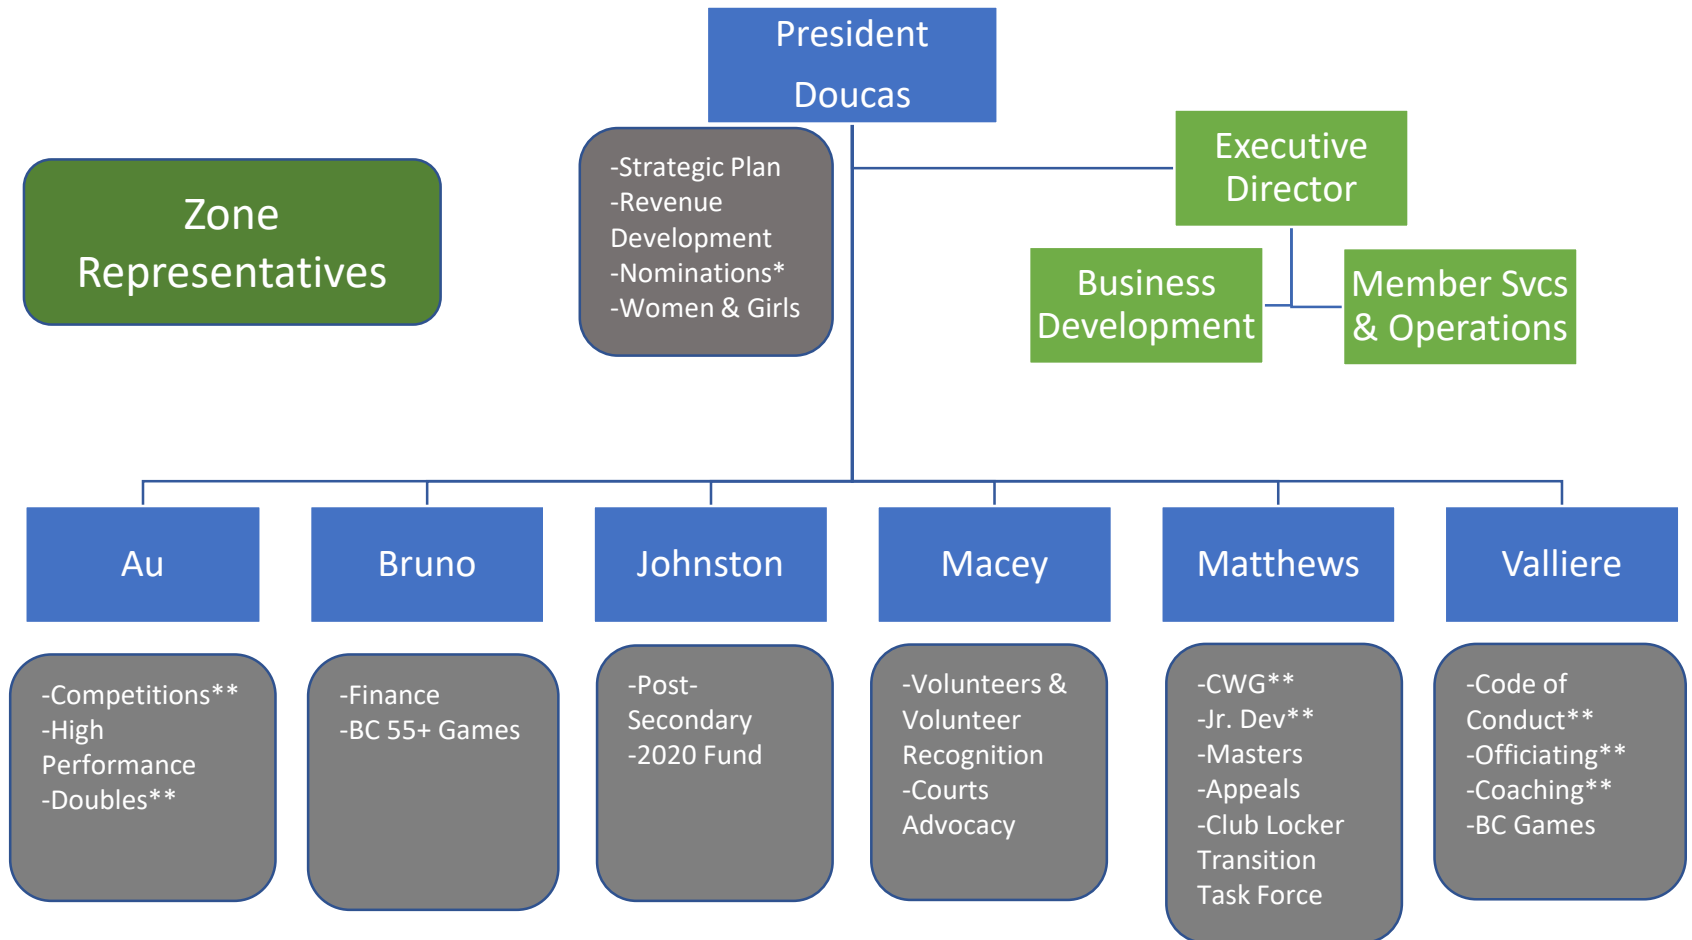 President
Doucas
Zone
Representatives
-Strategic Plan
-Revenue
Development
-Nominations*
-Women & Girls
Executive
Director
Business
Development
Member Svcs
& Operations
Au
Bruno
Johnston
Macey
Matthews
Valliere
-Competitions**
-High
Performance
-Doubles**
-Finance
-BC 55+ Games
-Post-
Secondary
-2020 Fund
-Volunteers &
Volunteer
Recognition
-Courts
Advocacy
-CWG**
-Jr. Dev**
-Masters
-Appeals
-Club Locker
Transition
Task Force
-Code of
Conduct**
-Officiating**
-Coaching**
-BC Games